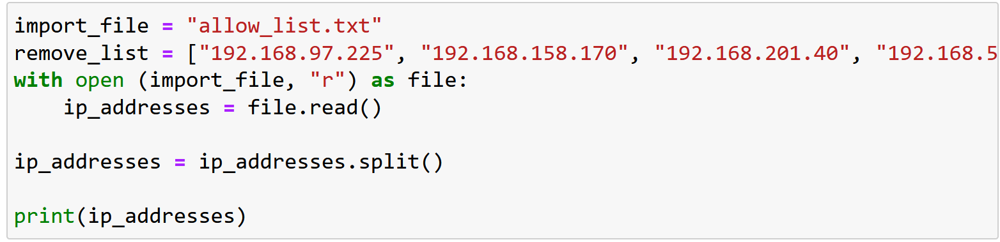 import_file = "allow_list.txt"
remove_list = ["192.168.97.225", "192.168.158.170", "192.168.201.40", "192.168.5
with open (import_file, "r") as file:
    ip_addresses = file.read()
ip_addresses = ip_addresses.split()
print(ip_addresses)